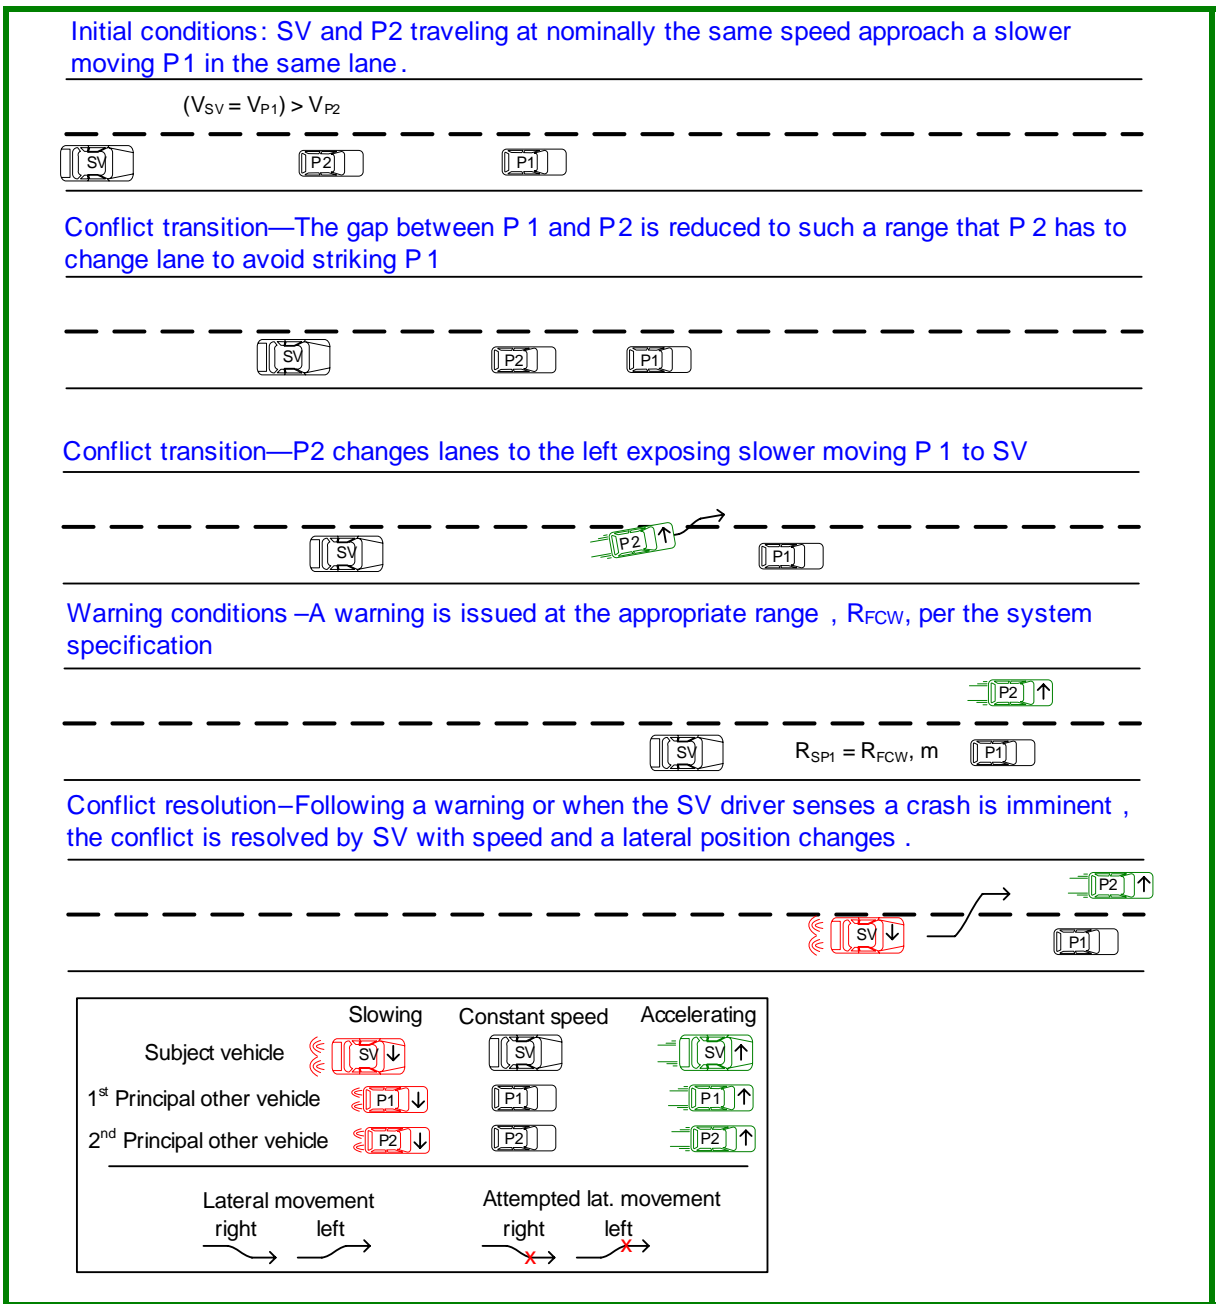 Initial conditions: SV and P2 traveling at nominally the same speed approach a slower
moving P1 in the same lane.
(VSV = VP1) > VP2
SV P2 P1
Conflict transition—The gap between P1 and P2 is reduced to such a range that P2 has to
change lane to avoid striking P1
SV P2 P1
Conflict transition—P2 changes lanes to the left exposing slower moving P1 to SV
SV P2 P1
Warning conditions –A warning is issued at the appropriate range , RFCW, per the system
specification
P2
SV RSP1 = RFCW, m P1
Conflict resolution–Following a warning or when the SV driver senses a crash is imminent ,
the conflict is resolved by SV with speed and a lateral position changes .
P2
SV P1
Slowing Constant speed Accelerating
Subject vehicle SV SV SV
1st Principal other vehicle P1 P1 P1
2nd Principal other vehicle P2 P2 P2
Lateral movement Attempted lat. movement
right left right left
x x